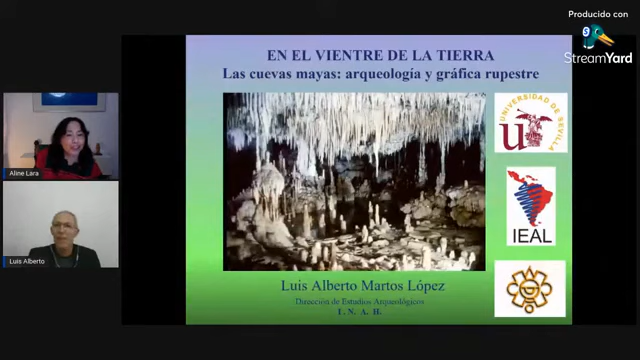 Producido con
StreamYard
EN EL VIENTRE DE LA TIERRA
Las cuevas mayas: arqueología y gráfica rupestre
UNIVERSIDAD DE SEVILLA
Aline Lara
IEAL
Luis Alberto
Luis Alberto Martos López
Dirección de Estudios Arqueológicos
I. N. A. H.